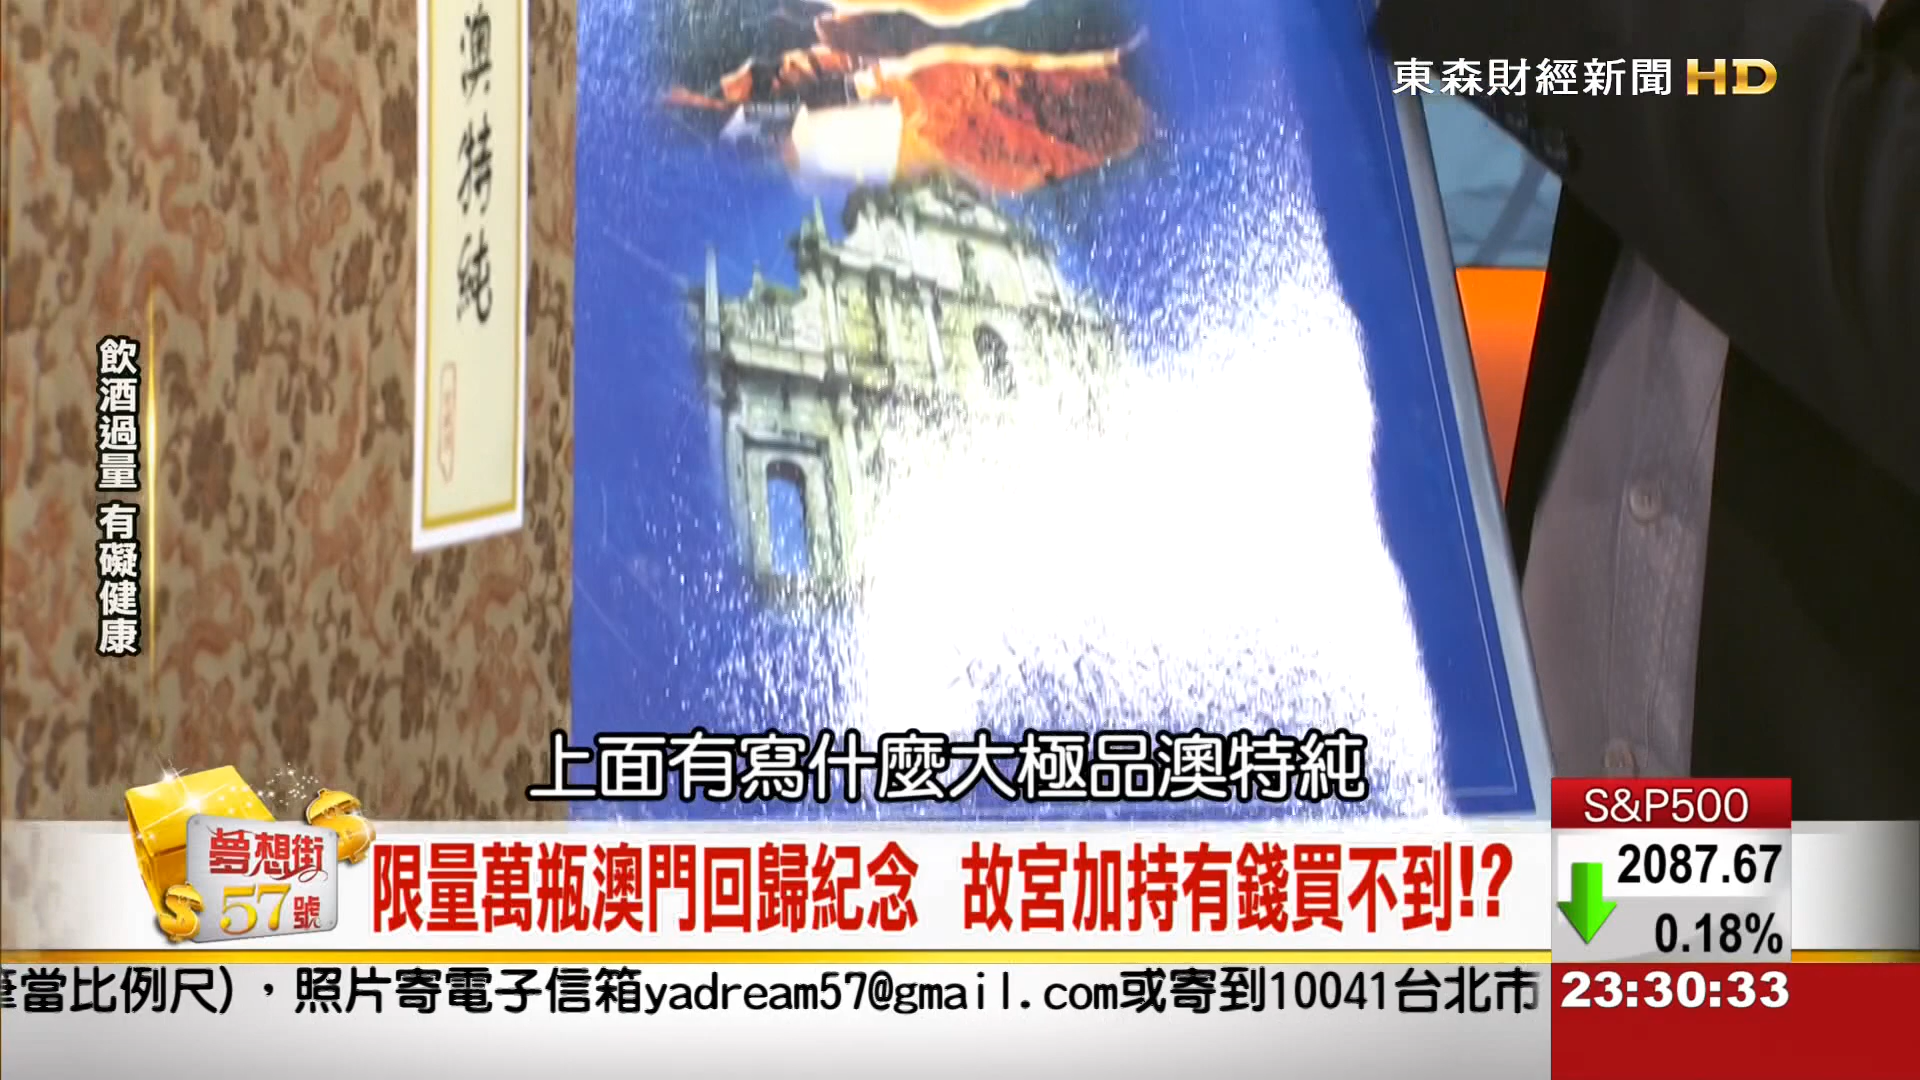 東森財經新聞HD
澳特純
飲酒過量 有礙健康
上面有寫什麼大極品澳特純
夢想街
57號
限量萬瓶澳門回歸紀念 故宮加持有錢買不到!?
S&P500
2087.67
0.18%
當比例尺)，照片寄電子信箱yadream57@gmail.com或寄到10041台北市
23:30:33